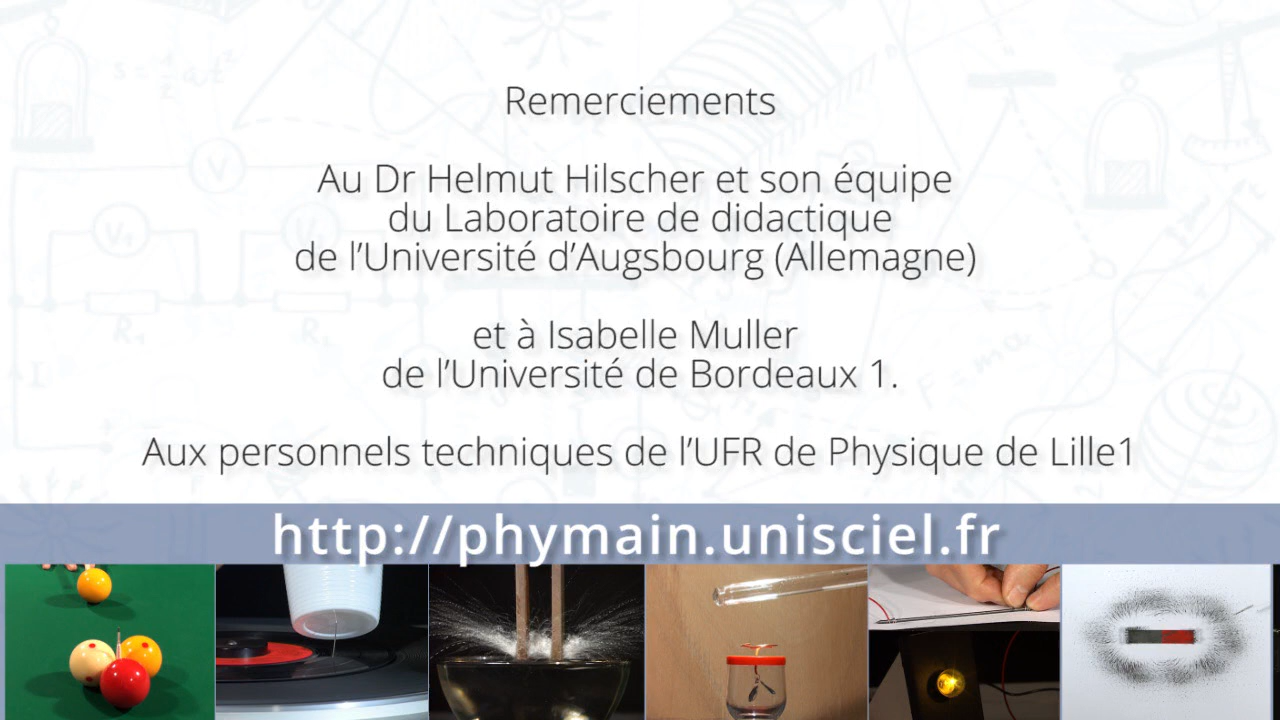 Remerciements
Au Dr Helmut Hilscher et son équipe
du Laboratoire de didactique
de l’Université d’Augsbourg (Allemagne)
et à Isabelle Muller
de l’Université de Bordeaux 1.
Aux personnels techniques de l’UFR de Physique de Lille1
http://phymain.unisciel.fr